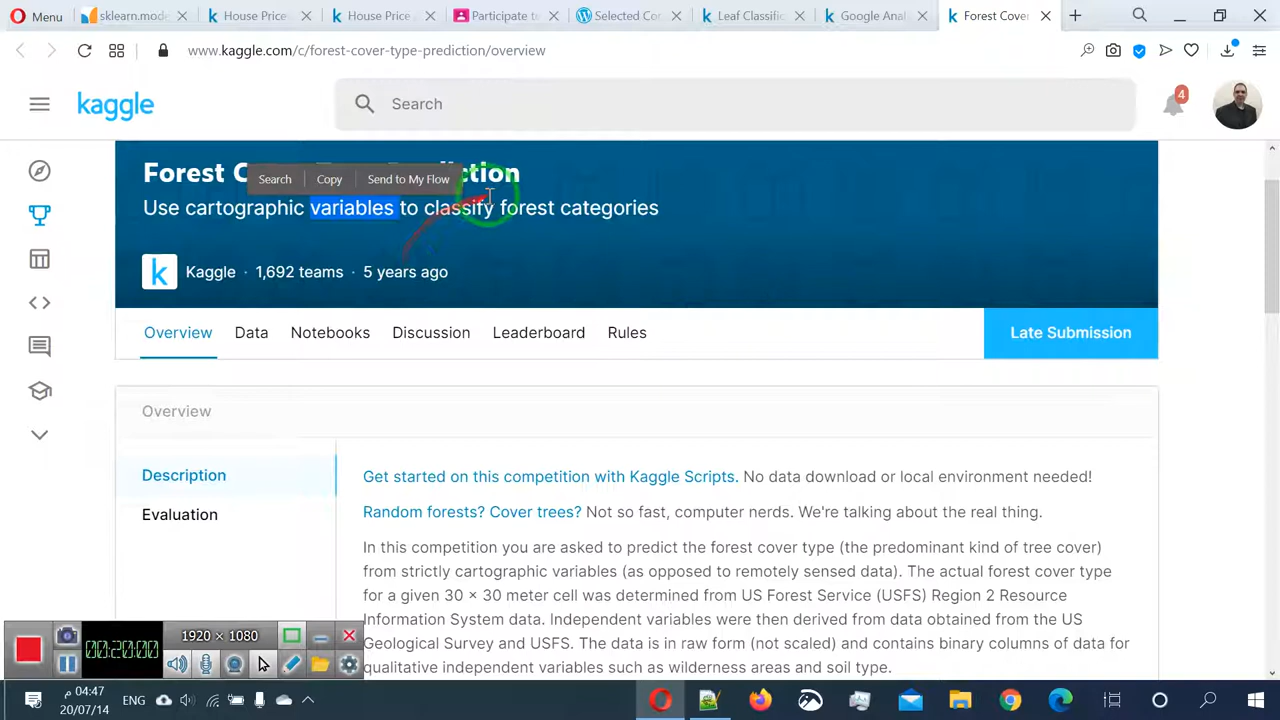 Menu
sklearn.mode
House Prices
House Price A
Participate to
Selected Co
Leaf Classific
Google Anal
Forest Cove
www.kaggle.com/c/forest-cover-type-prediction/overview
kaggle
Search
4
Forest C
ction
Search Copy Send to My Flow
Use cartographic variables to classify forest categories
k Kaggle · 1,692 teams · 5 years ago
Overview Data Notebooks Discussion Leaderboard Rules Late Submission
Overview
Description
Evaluation
Get started on this competition with Kaggle Scripts. No data download or local environment needed!
Random forests? Cover trees? Not so fast, computer nerds. We're talking about the real thing.
In this competition you are asked to predict the forest cover type (the predominant kind of tree cover)
from strictly cartographic variables (as opposed to remotely sensed data). The actual forest cover type
for a given 30 × 30 meter cell was determined from US Forest Service (USFS) Region 2 Resource
Information System data. Independent variables were then derived from data obtained from the US
Geological Survey and USFS. The data is in raw form (not scaled) and contains binary columns of data for
qualitative independent variables such as wilderness areas and soil type.
00:20:00
1920 × 1080
04:47 م
20/07/14
ENG